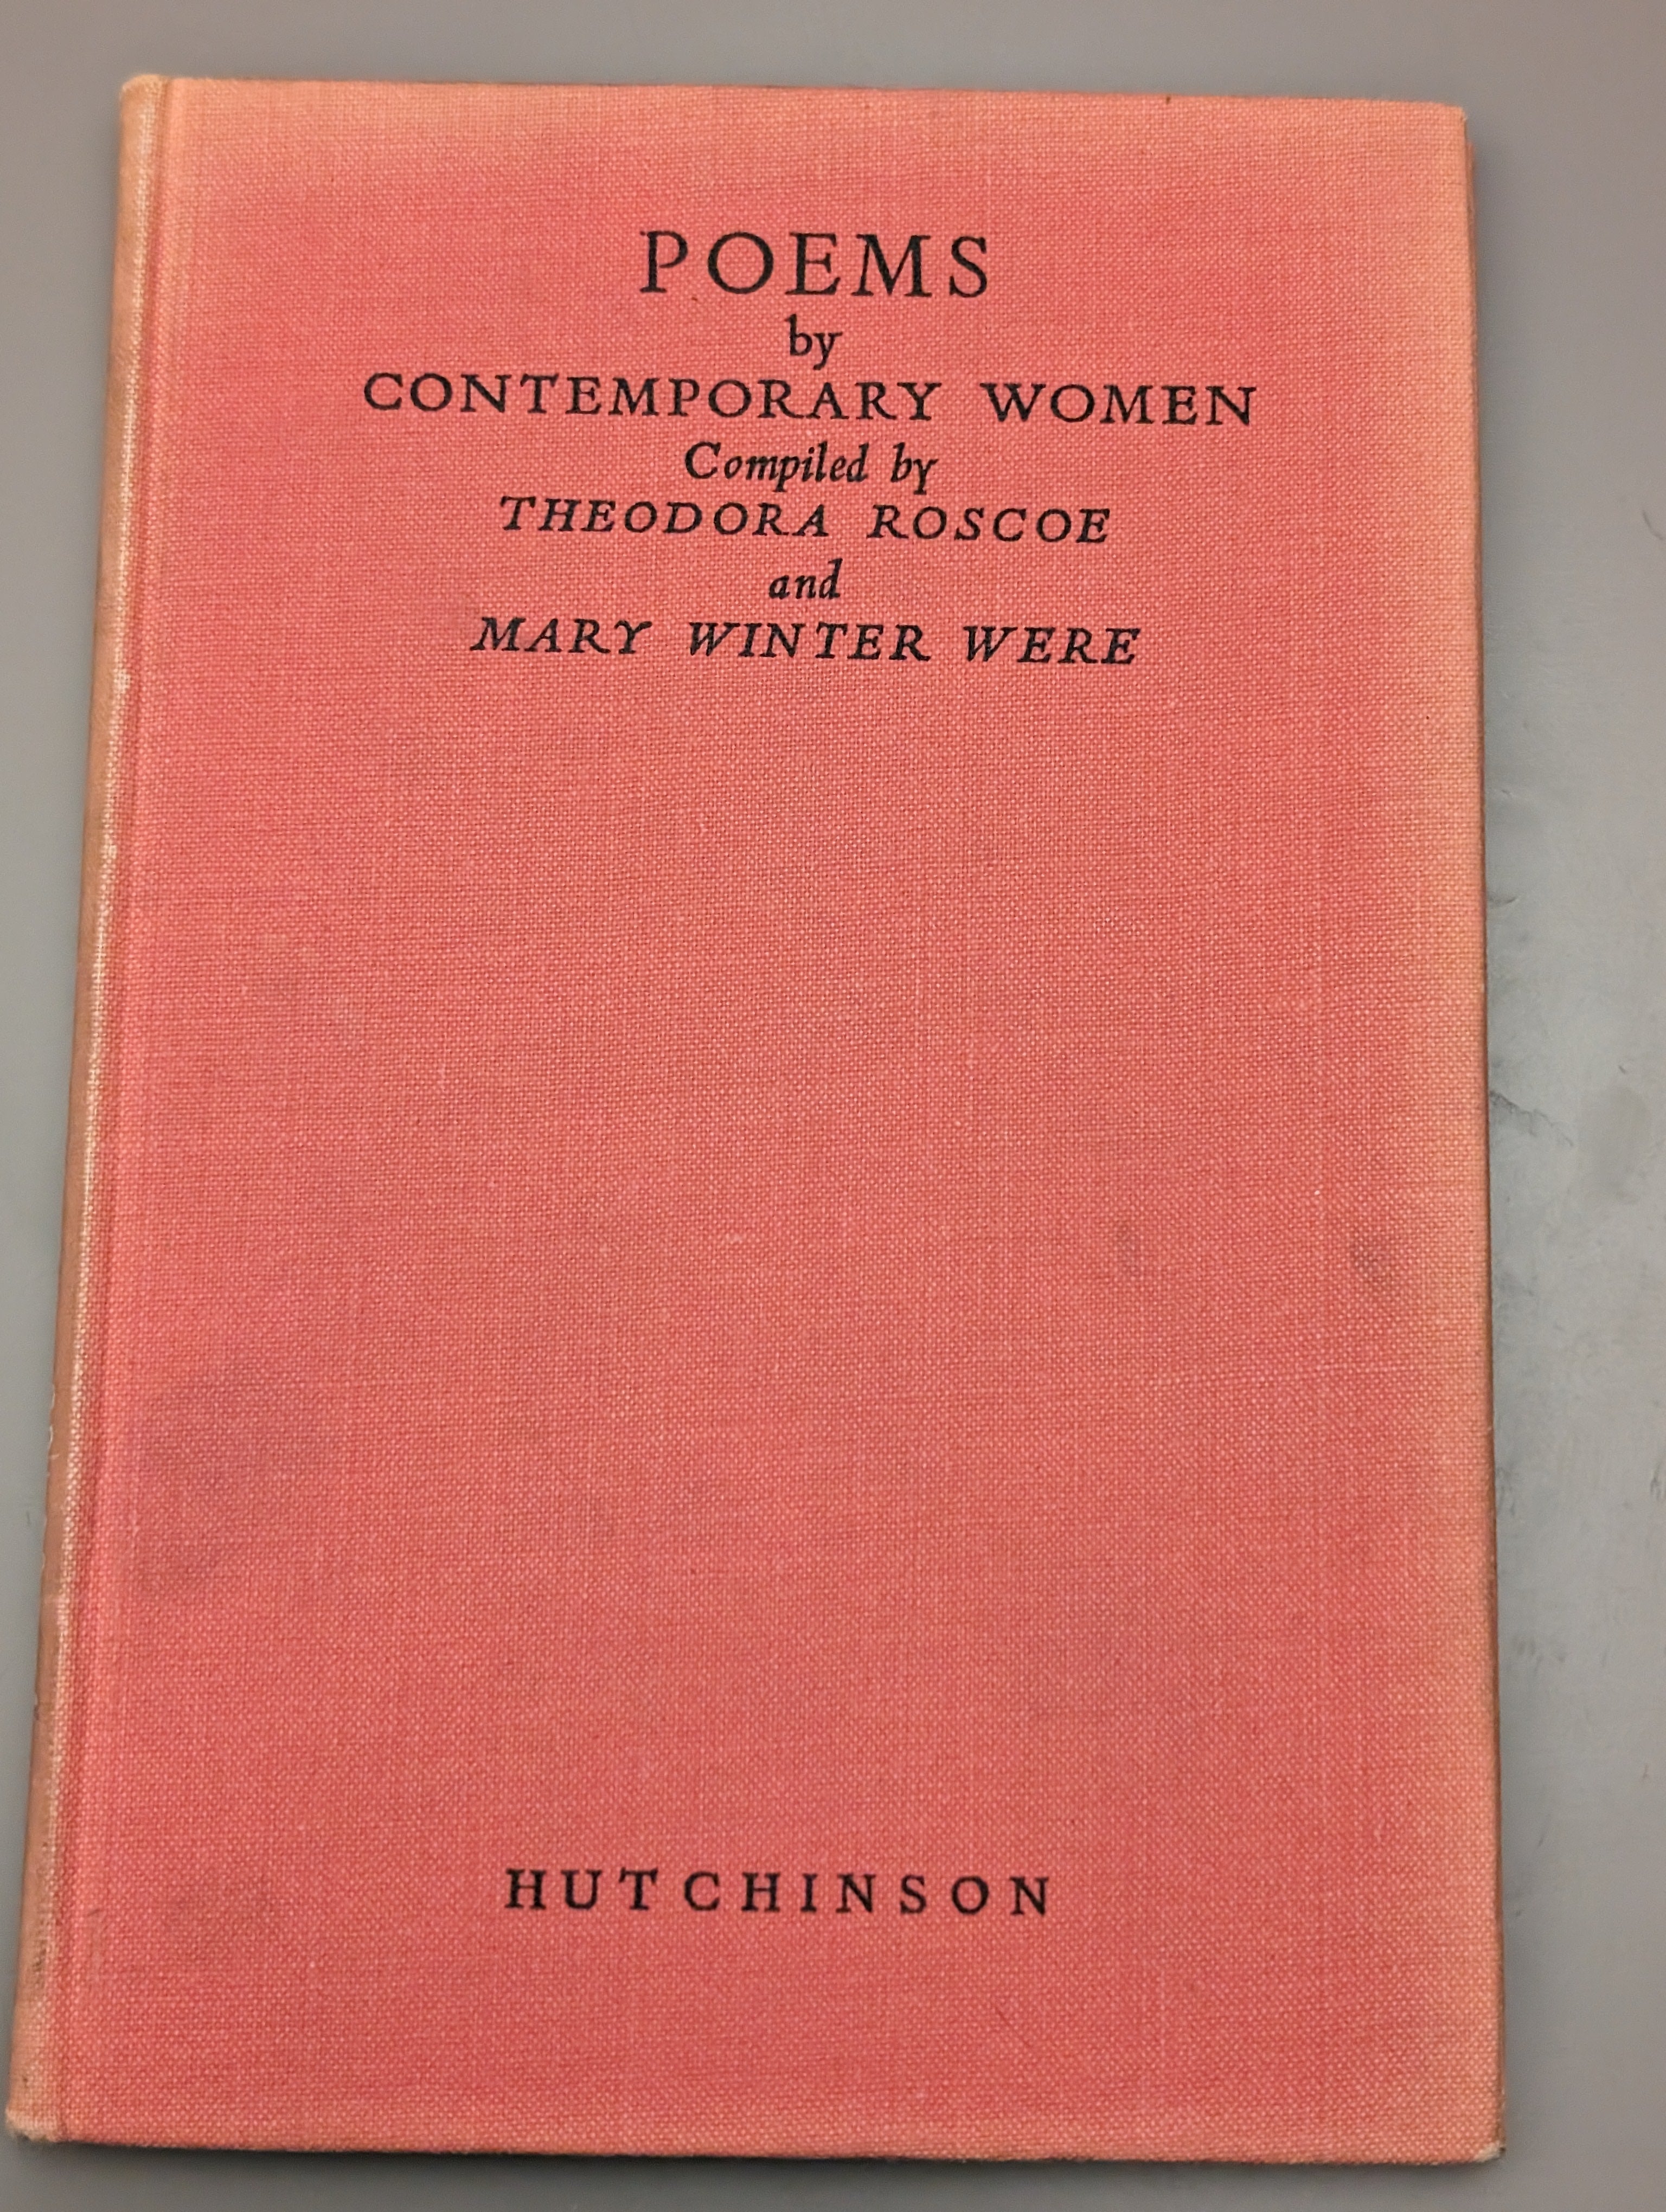 POEMS
by
CONTEMPORARY WOMEN
Compiled by
THEODORA ROSCOE
and
MARY WINTER WERE
HUTCHINSON